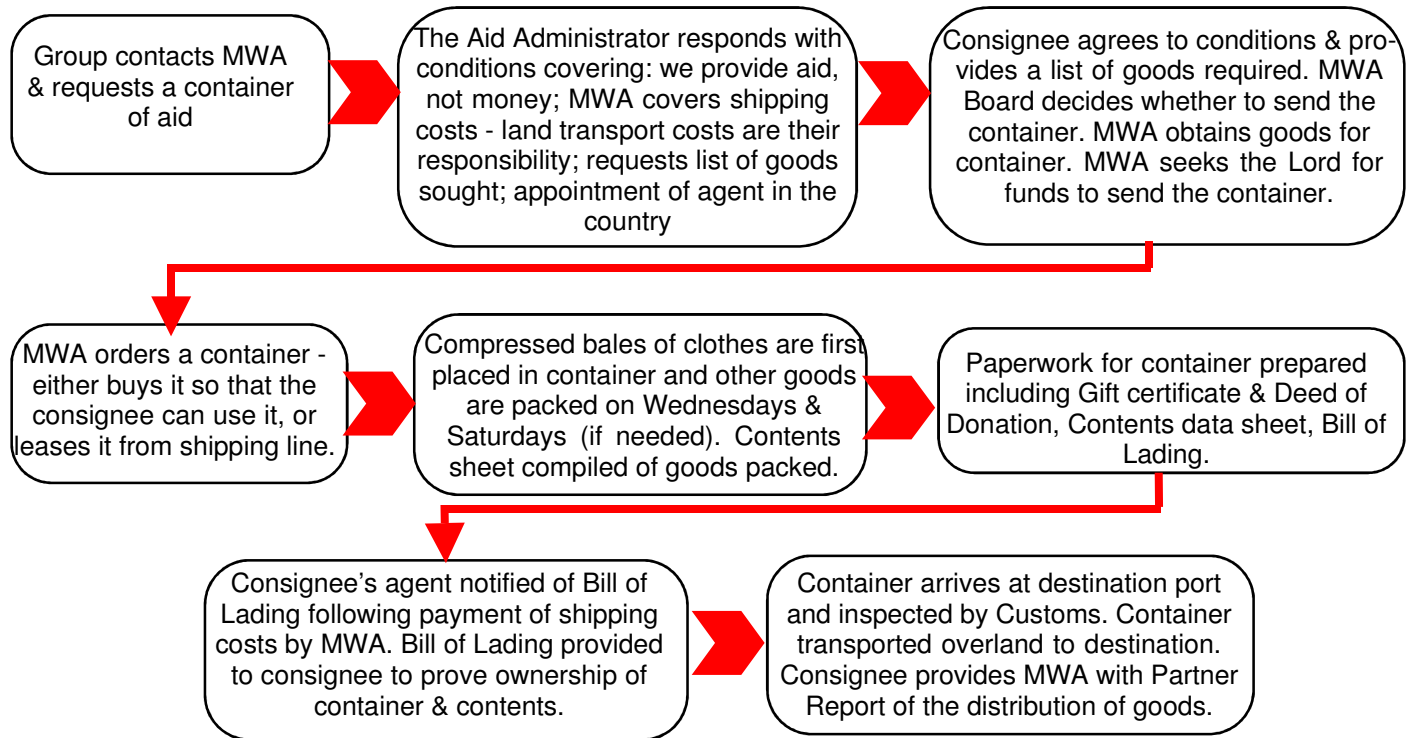 Group contacts MWA
& requests a container
of aid
The Aid Administrator responds with
conditions covering: we provide aid,
not money; MWA covers shipping
costs - land transport costs are their
responsibility; requests list of goods
sought; appointment of agent in the
country
Consignee agrees to conditions & pro-
vides a list of goods required. MWA
Board decides whether to send the
container. MWA obtains goods for
container. MWA seeks the Lord for
funds to send the container.
MWA orders a container -
either buys it so that the
consignee can use it, or
leases it from shipping line.
Compressed bales of clothes are first
placed in container and other goods
are packed on Wednesdays &
Saturdays (if needed). Contents
sheet compiled of goods packed.
Paperwork for container prepared
including Gift certificate & Deed of
Donation, Contents data sheet, Bill of
Lading.
Consignee's agent notified of Bill of
Lading following payment of shipping
costs by MWA. Bill of Lading provided
to consignee to prove ownership of
container & contents.
Container arrives at destination port
and inspected by Customs. Container
transported overland to destination.
Consignee provides MWA with Partner
Report of the distribution of goods.